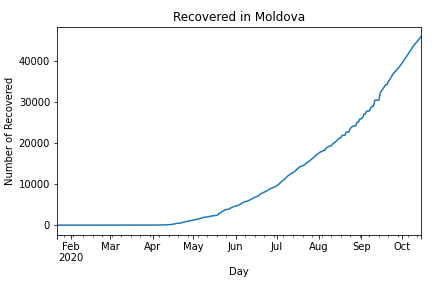 Recovered in Moldova
Number of Recovered
40000
30000
20000
10000
0
Feb Mar Apr May Jun Jul Aug Sep Oct
2020
Day